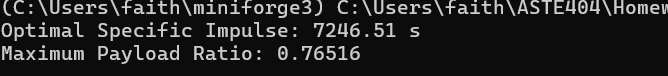 (C:\Users\faith\miniforge3) C:\Users\faith\ASTE404\Homew
Optimal Specific Impulse: 7246.51 s
Maximum Payload Ratio: 0.76516